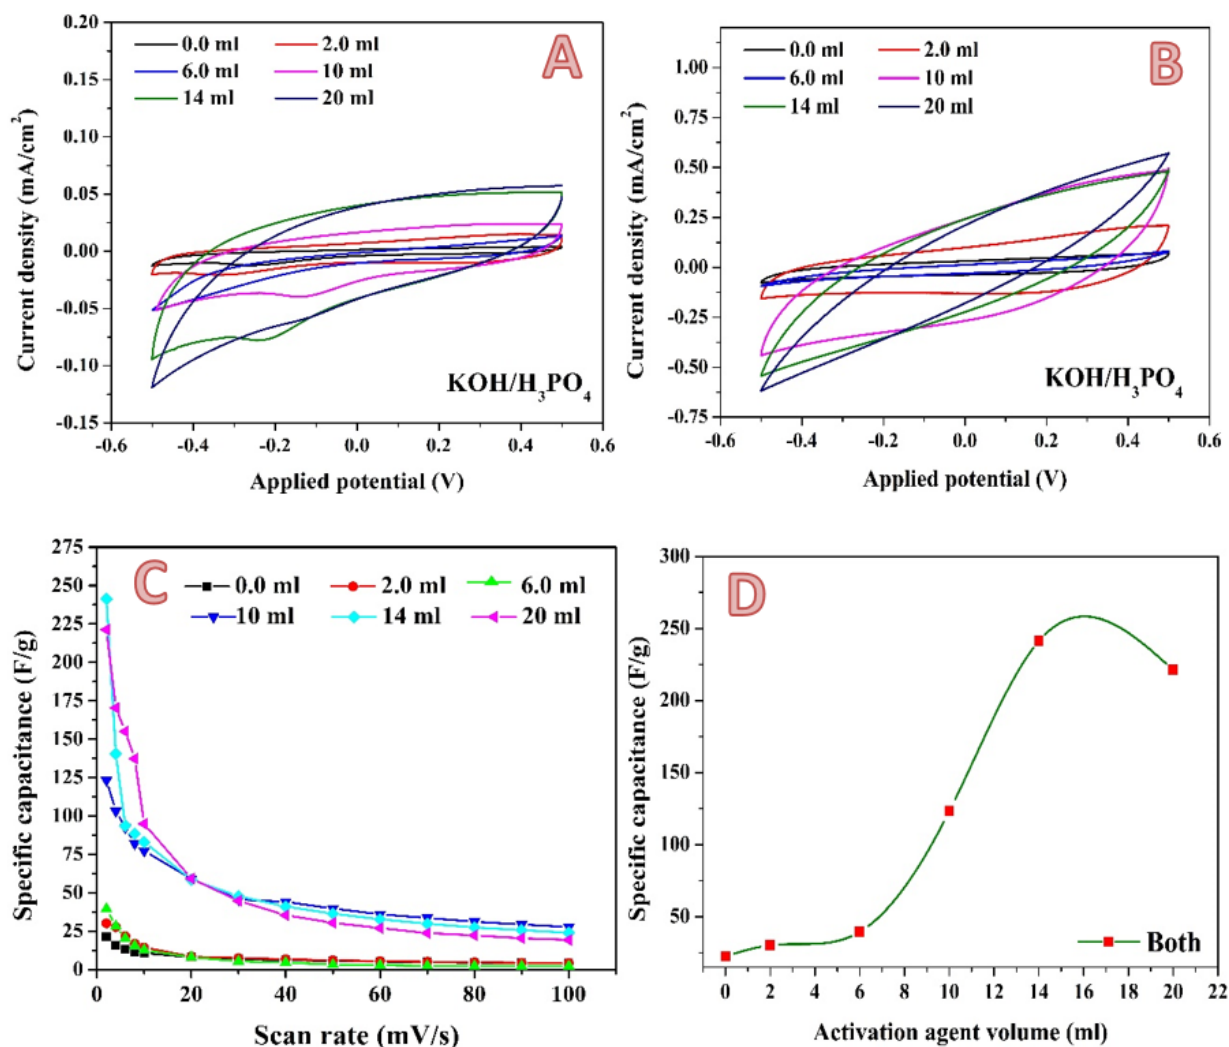 A
0.0 ml 2.0 ml
6.0 ml 10 ml
14 ml 20 ml
KOH/H₃PO₄
Current density (mA/cm²)
0.20
0.15
0.10
0.05
0.00
-0.05
-0.10
-0.15
-0.6 -0.4 -0.2 0.0 0.2 0.4 0.6
Applied potential (V)
B
0.0 ml 2.0 ml
6.0 ml 10 ml
14 ml 20 ml
KOH/H₃PO₄
Current density (mA/cm²)
1.00
0.75
0.50
0.25
0.00
-0.25
-0.50
-0.75
-0.6 -0.4 -0.2 0.0 0.2 0.4 0.6
Applied potential (V)
C
0.0 ml 2.0 ml 6.0 ml
10 ml 14 ml 20 ml
Specific capacitance (F/g)
275
250
225
200
175
150
125
100
75
50
25
0
0 20 40 60 80 100
Scan rate (mV/s)
D
Both
Specific capacitance (F/g)
300
250
200
150
100
50
0 2 4 6 8 10 12 14 16 18 20 22
Activation agent volume (ml)